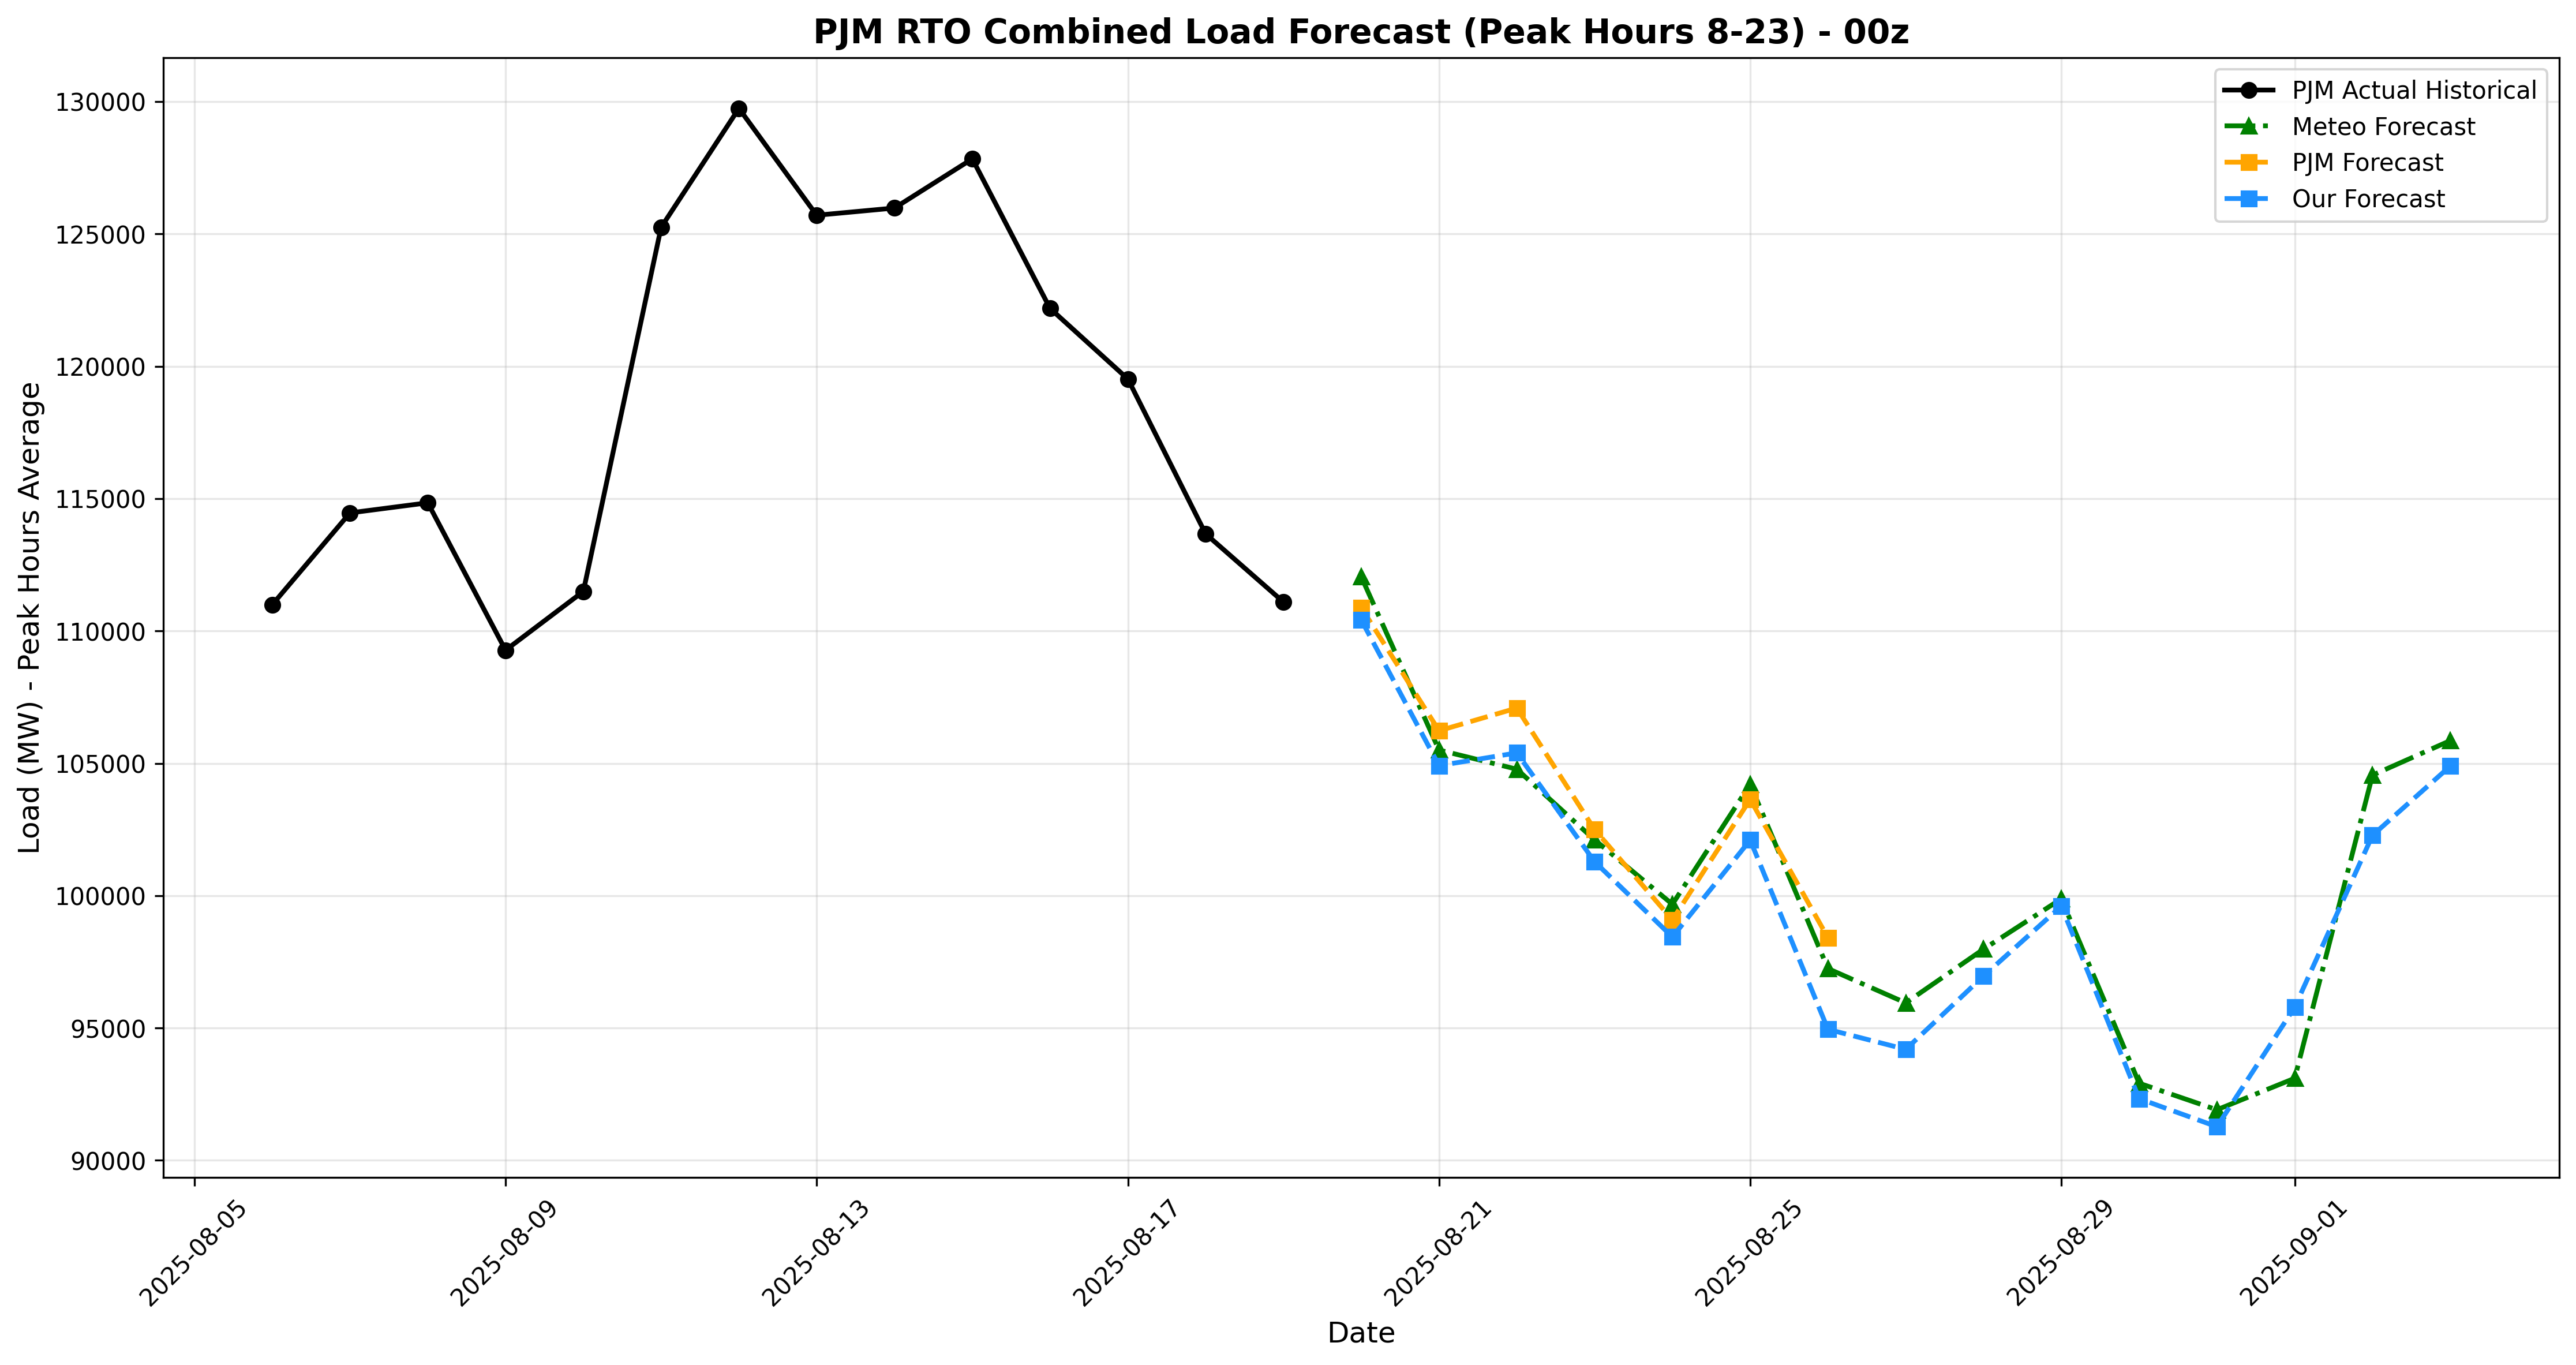 PJM RTO Combined Load Forecast (Peak Hours 8-23) - 00z
PJM Actual Historical
Meteo Forecast
PJM Forecast
Our Forecast
Load (MW) - Peak Hours Average
130000
125000
120000
115000
110000
105000
100000
95000
90000
2025-08-05
2025-08-09
2025-08-13
2025-08-17
2025-08-21
2025-08-25
2025-08-29
2025-09-01
Date